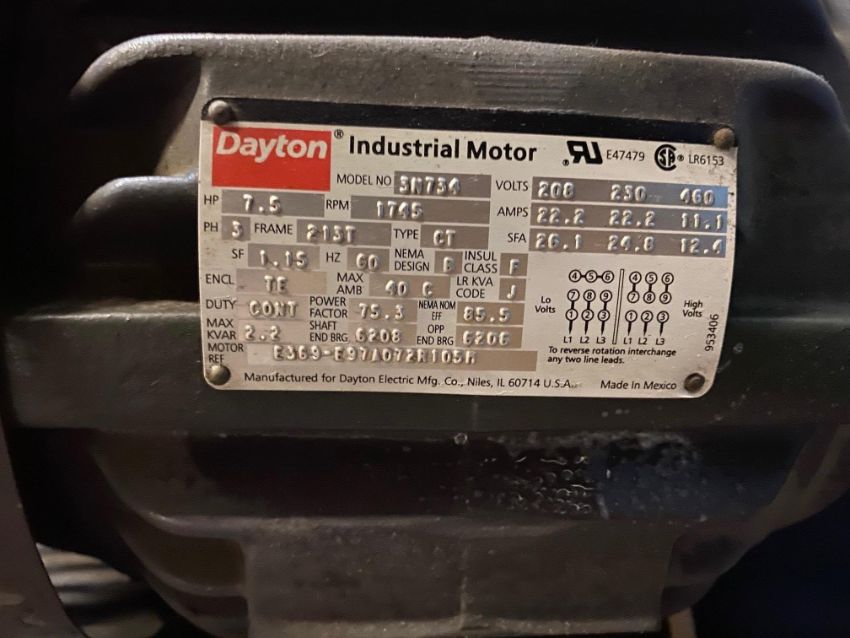 Dayton® Industrial Motor RU E47479 SA® LR6153
MODEL NO 3N734 VOLTS 208 230 460
HP 7.5 RPM 1745 AMPS 22.2 22.2 11.1
PH 3 FRAME 213T TYPE CT SFA 26.1 24.8 12.4
SF 1.15 HZ 60 NEMA DESIGN B INSUL CLASS F
ENCL TE MAX AMB 40 C LR KVA CODE J
DUTY CONT POWER FACTOR 75.3 NEMA NOM EFF 85.5
MAX KVAR 2.2 SHAFT END BRG 6208 OPP END BRG 6206
MOTOR REF E369-E97A072R105M
4 5 6 4 5 6
7 8 9 7 8 9
Lo Volts 1 2 3 1 2 3 High Volts
L1 L2 L3 L1 L2 L3
To reverse rotation interchange
any two line leads.
953406
Manufactured for Dayton Electric Mfg. Co., Niles, IL 60714 U.S.A. Made in Mexico